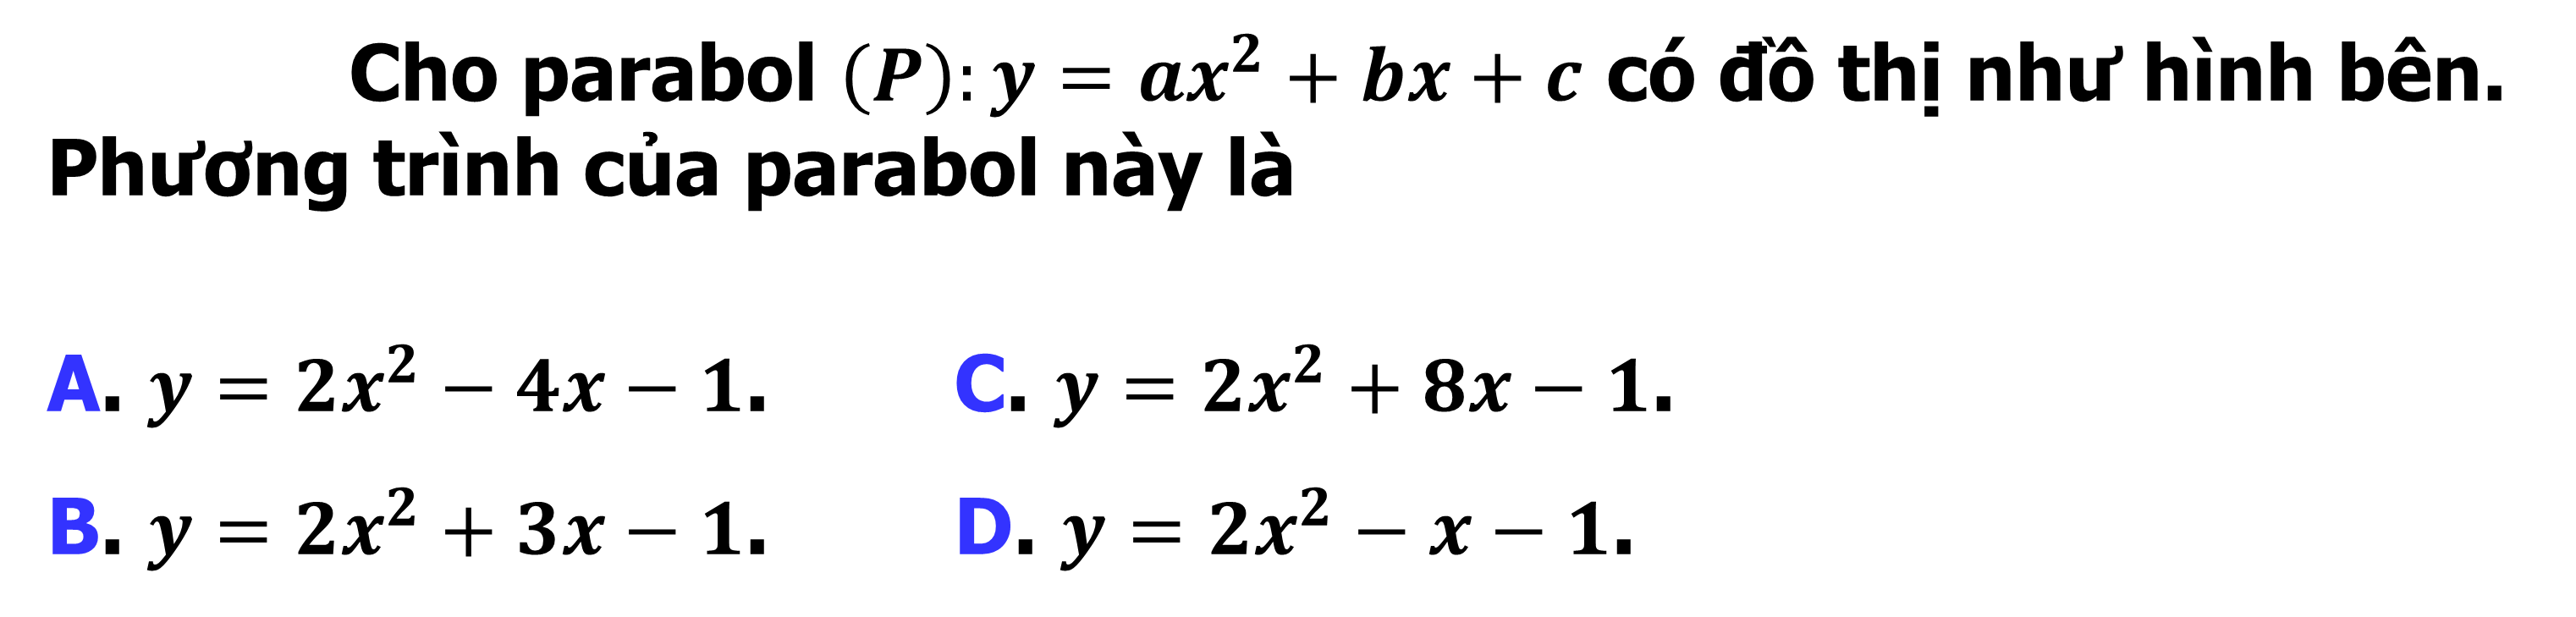 Cho parabol (P): y = ax² + bx + c có đồ thị như hình bên.
Phương trình của parabol này là
A. y = 2x² − 4x − 1. C. y = 2x² + 8x − 1.
B. y = 2x² + 3x − 1. D. y = 2x² − x − 1.